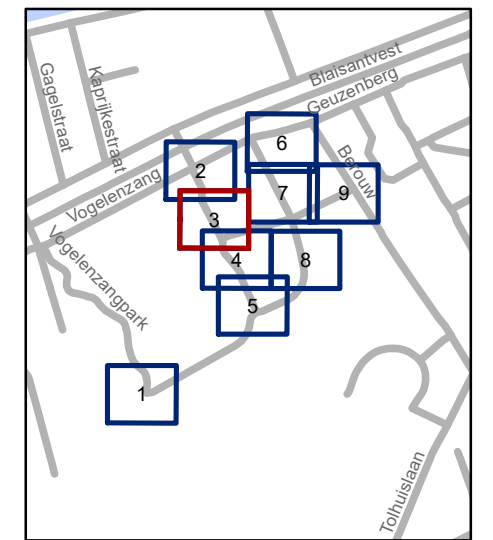 Blaisantvest
Geuzenberg
Gagelstraat
Kaprijkestraat
6
Berouw
2
7
9
Vogelenzang
3
Vogelenzangpark
4
8
5
1
Tolhuislaan